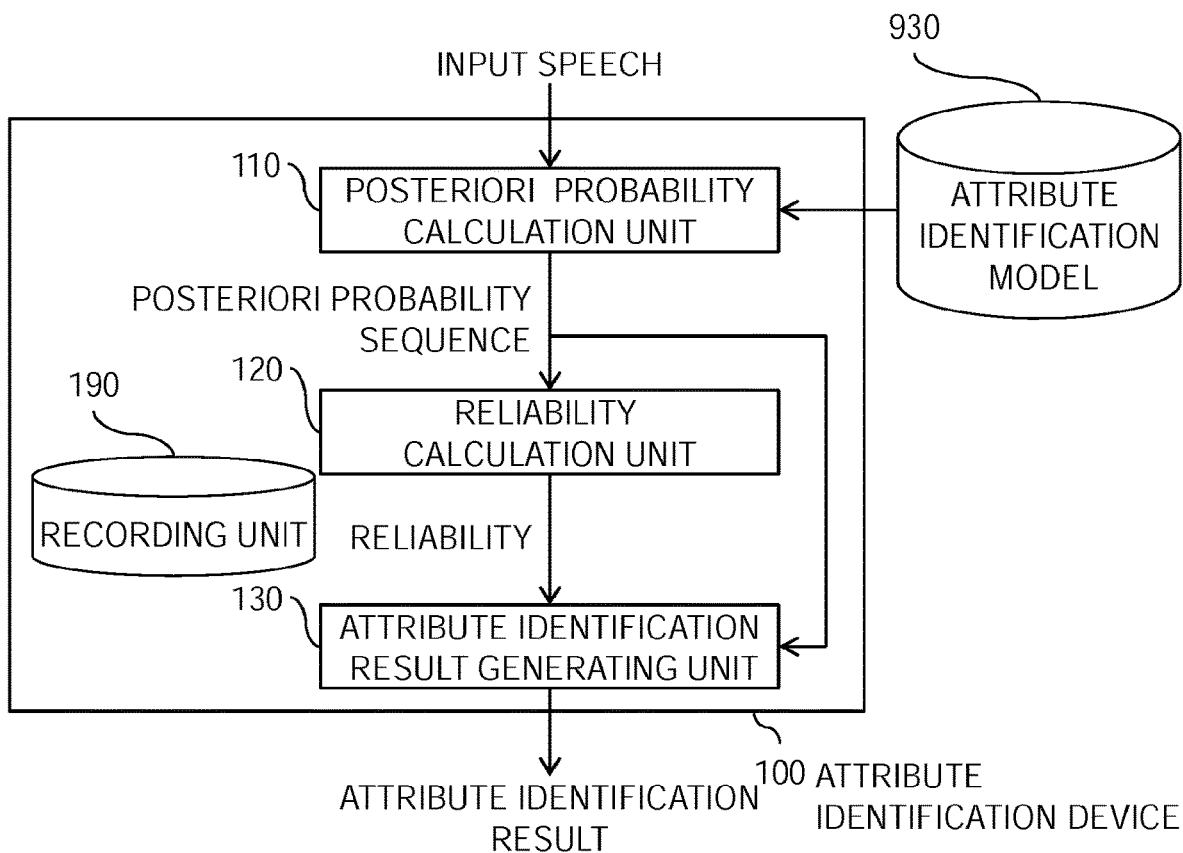 930
INPUT SPEECH
110
POSTERIORI PROBABILITY
CALCULATION UNIT
ATTRIBUTE
IDENTIFICATION
MODEL
POSTERIORI PROBABILITY
SEQUENCE
120
190
RELIABILITY
CALCULATION UNIT
RECORDING UNIT
RELIABILITY
130
ATTRIBUTE IDENTIFICATION
RESULT GENERATING UNIT
100 ATTRIBUTE
IDENTIFICATION DEVICE
ATTRIBUTE IDENTIFICATION
RESULT